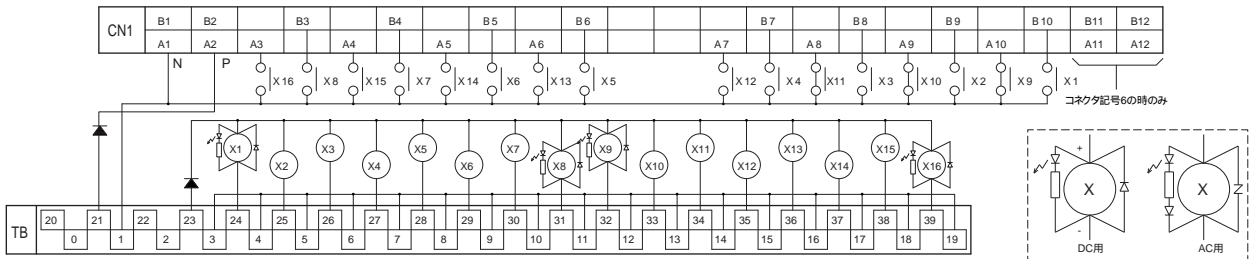 CN1
B1 B2 B3 B4 B5 B6 B7 B8 B9 B10 B11 B12
A1 A2 A3 A4 A5 A6 A7 A8 A9 A10 A11 A12
N P
X16 X8 X15 X7 X14 X6 X13 X5 X12 X4 X11 X3 X10 X2 X9 X1
コネクタ記号6の時のみ
X1 X2 X3 X4 X5 X6 X7 X8 X9 X10 X11 X12 X13 X14 X15 X16
TB
20 21 22 23 24 25 26 27 28 29 30 31 32 33 34 35 36 37 38 39
0 1 2 3 4 5 6 7 8 9 10 11 12 13 14 15 16 17 18 19
+
X X
-
DC用 AC用